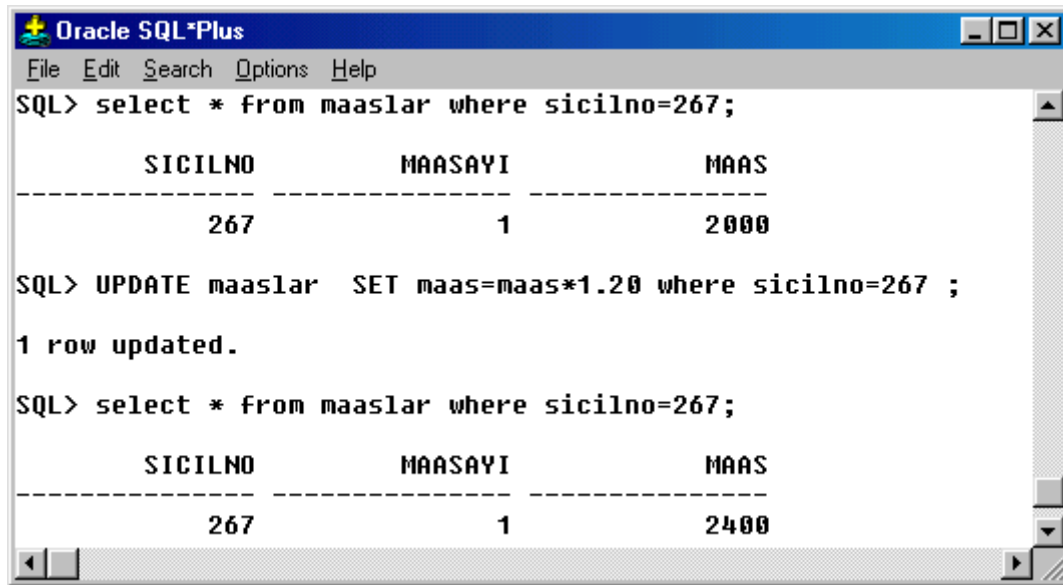 Oracle SQL*Plus
File Edit Search Options Help
SQL> select * from maaslar where sicilno=267;
SICILNO MAASAYI MAAS
--------------- --------------- ---------------
267 1 2000
SQL> UPDATE maaslar  SET maas=maas*1.20 where sicilno=267 ;
1 row updated.
SQL> select * from maaslar where sicilno=267;
SICILNO MAASAYI MAAS
--------------- --------------- ---------------
267 1 2400